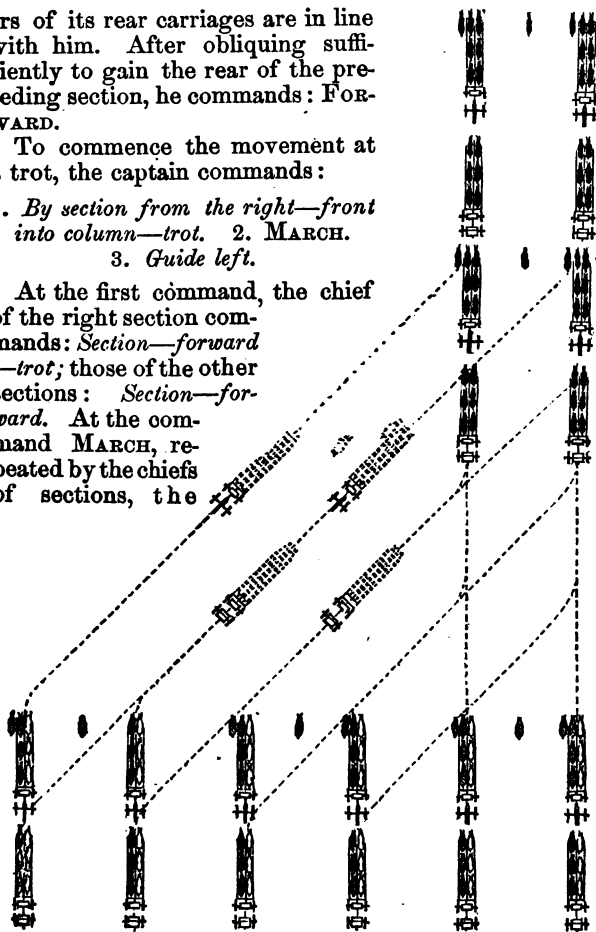 rs of its rear carriages are in line
with him. After obliquing suffi-
iently to gain the rear of the pre-
eding section, he commands: FOR-
WARD.
To commence the movement at
trot, the captain commands:
. By section from the right—front
into column—trot. 2. MARCH.
3. Guide left.
At the first command, the chief
of the right section com-
mands: Section—forward
—trot; those of the other
sections: Section—for-
ward. At the com-
mand MARCH, re-
peated by the chiefs
of sections, the